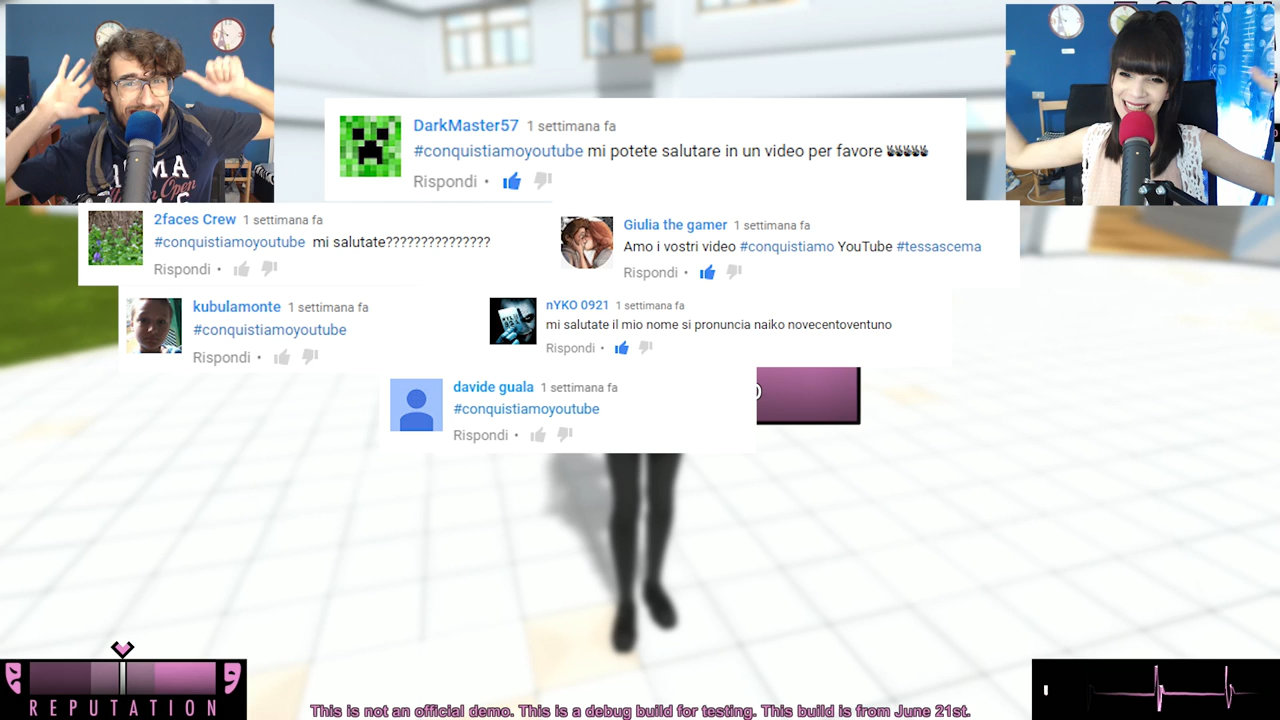 DarkMaster57 1 settimana fa
#conquistiamoyoutube mi potete salutare in un video per favore
Rispondi •
2faces Crew 1 settimana fa
#conquistiamoyoutube mi salutate???????????????
Rispondi •
Giulia the gamer 1 settimana fa
Amo i vostri video #conquistiamo YouTube #tessascema
Rispondi •
kubulamonte 1 settimana fa
#conquistiamoyoutube
Rispondi •
nYKO 0921 1 settimana fa
mi salutate il mio nome si pronuncia naiko novecentoventuno
Rispondi •
davide guala 1 settimana fa
#conquistiamoyoutube
Rispondi •
REPUTATION
This is not an official demo. This is a debug build for testing. This build is from June 21st.